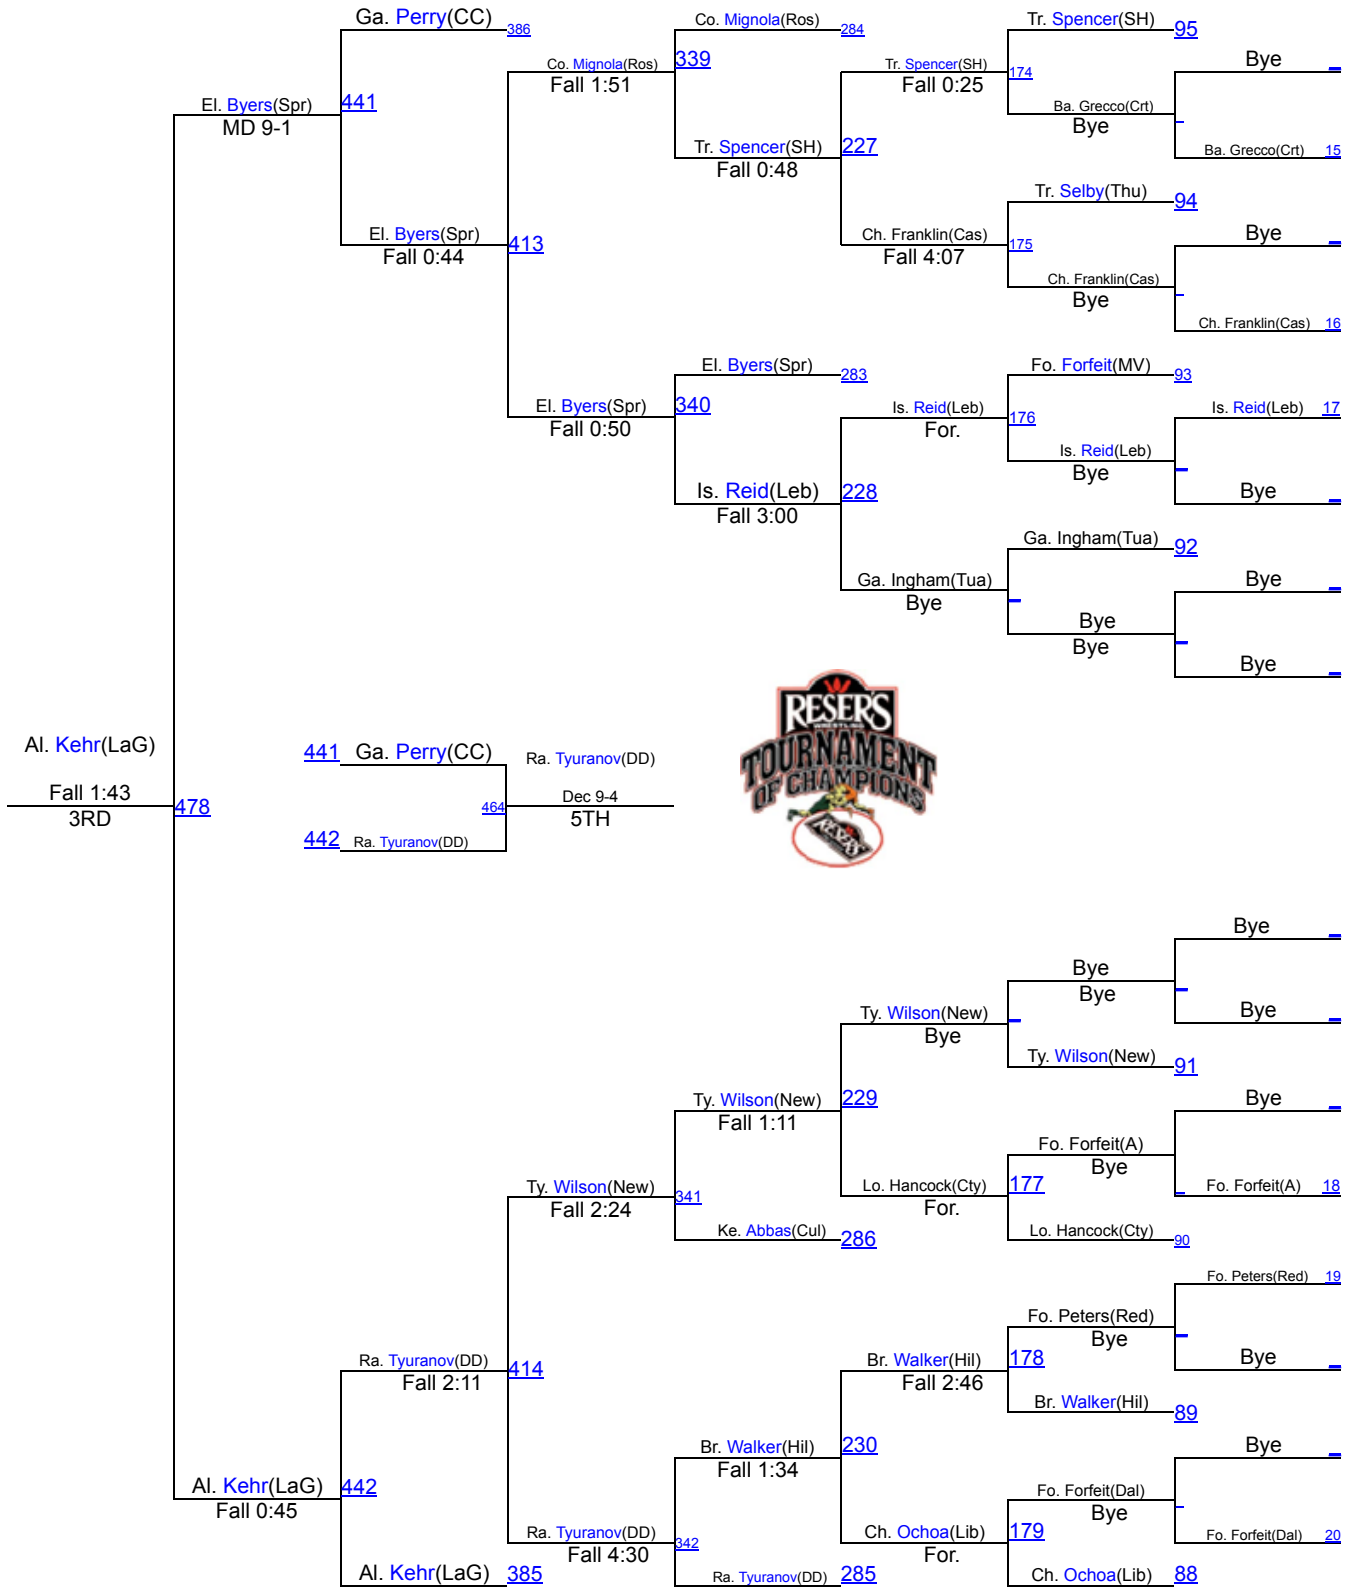 Ga. Perry(CC) 386
Co. Mignola(Ros) 284
Tr. Spencer(SH) 95
Bye
Co. Mignola(Ros) 339
Fall 1:51
Tr. Spencer(SH) 174
Fall 0:25
El. Byers(Spr) 441
MD 9-1
Ba. Grecco(Crt)
Bye
Tr. Spencer(SH) 227
Fall 0:48
Ba. Grecco(Crt) 15
Tr. Selby(Thu) 94
El. Byers(Spr) 413
Fall 0:44
Ch. Franklin(Cas) 175
Fall 4:07
Bye
Ch. Franklin(Cas)
Bye
Ch. Franklin(Cas) 16
El. Byers(Spr) 283
Fo. Forfeit(MV) 93
El. Byers(Spr) 340
Fall 0:50
Is. Reid(Leb) 176
For.
Is. Reid(Leb) 17
Is. Reid(Leb)
Bye
Is. Reid(Leb) 228
Fall 3:00
Bye
Ga. Ingham(Tua) 92
Ga. Ingham(Tua)
Bye
Bye
Bye
Bye
Bye
RESER'S
WRESTLING
TOURNAMENT
OF CHAMPIONS
RESER'S
Al. Kehr(LaG)
Fall 1:43
3RD
478
441 Ga. Perry(CC)
Ra. Tyuranov(DD)
464
Dec 9-4
5TH
442 Ra. Tyuranov(DD)
Bye
Bye
Bye
Ty. Wilson(New)
Bye
Bye
Ty. Wilson(New) 91
Ty. Wilson(New) 229
Fall 1:11
Bye
Fo. Forfeit(A)
Bye
Ty. Wilson(New) 341
Fall 2:24
Lo. Hancock(Cty) 177
For.
Fo. Forfeit(A) 18
Ke. Abbas(Cul) 286
Lo. Hancock(Cty) 90
Fo. Peters(Red) 19
Fo. Peters(Red)
Bye
Ra. Tyuranov(DD) 414
Fall 2:11
Br. Walker(Hil) 178
Fall 2:46
Bye
Br. Walker(Hil) 89
Br. Walker(Hil) 230
Fall 1:34
Bye
Al. Kehr(LaG) 442
Fall 0:45
Fo. Forfeit(Dal)
Bye
Ra. Tyuranov(DD) 342
Fall 4:30
Ch. Ochoa(Lib) 179
For.
Fo. Forfeit(Dal) 20
Al. Kehr(LaG) 385
Ra. Tyuranov(DD) 285
Ch. Ochoa(Lib) 88